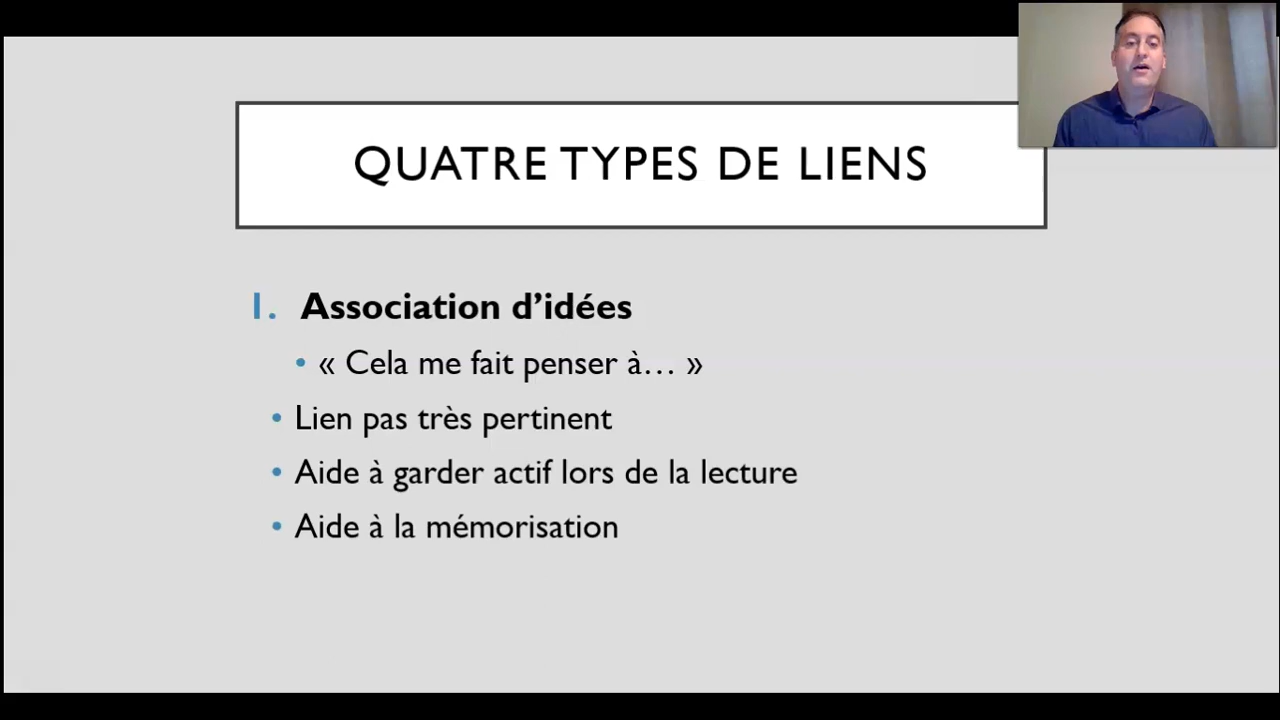 QUATRE TYPES DE LIENS
1. Association d’idées
• « Cela me fait penser à… »
• Lien pas très pertinent
• Aide à garder actif lors de la lecture
• Aide à la mémorisation